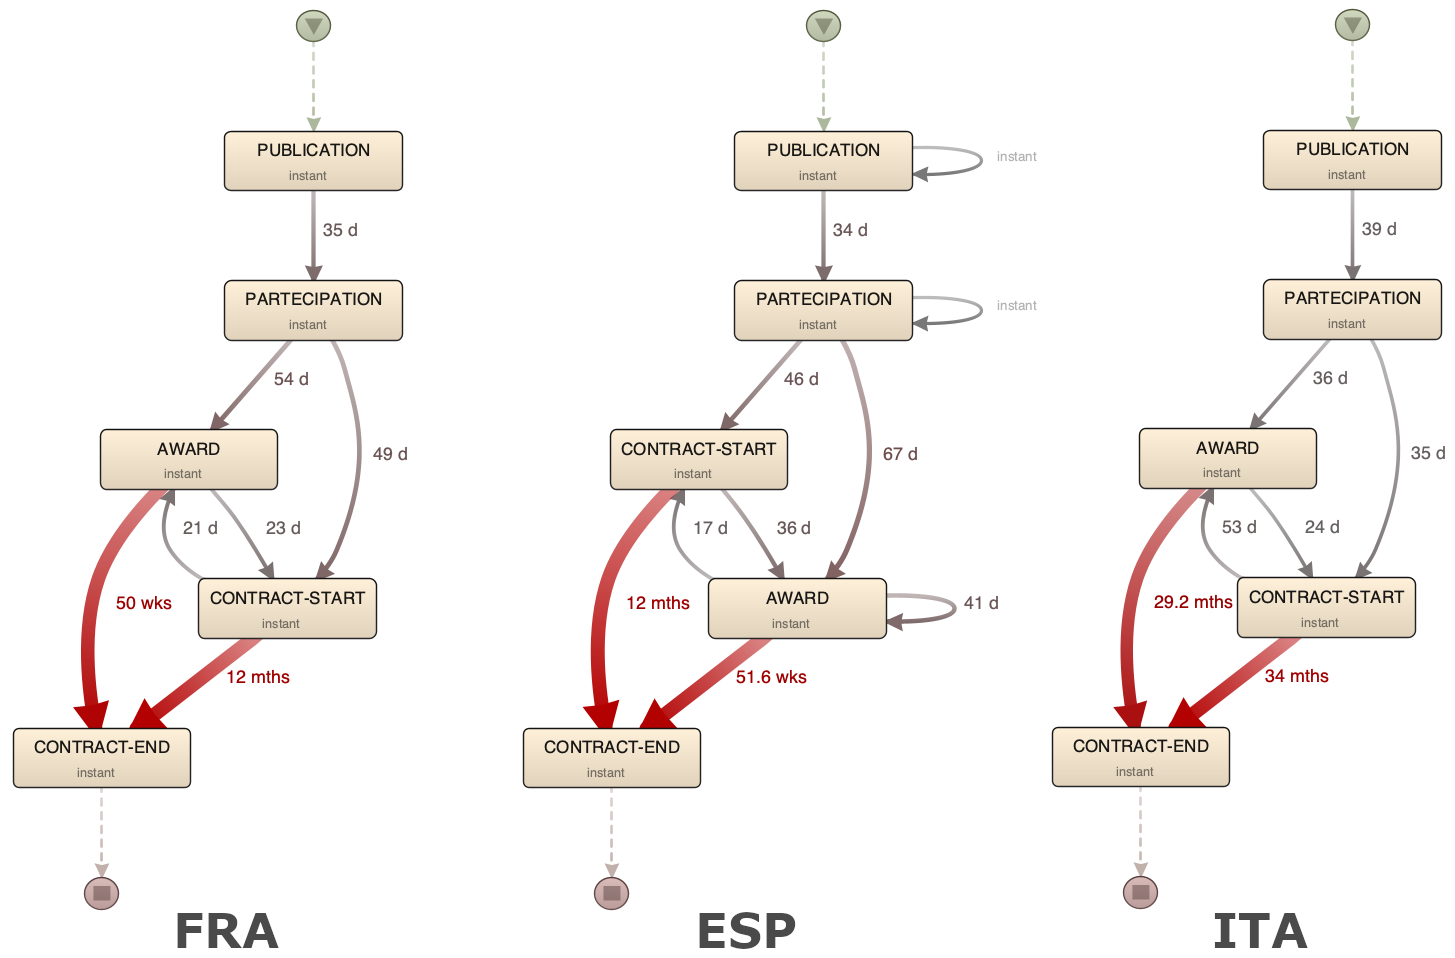 PUBLICATION
instant
35 d
PARTECIPATION
instant
54 d
49 d
AWARD
instant
21 d
23 d
50 wks
CONTRACT-START
instant
12 mths
CONTRACT-END
instant
FRA
PUBLICATION
instant
instant
34 d
PARTECIPATION
instant
instant
46 d
67 d
CONTRACT-START
instant
17 d
36 d
12 mths
AWARD
instant
41 d
51.6 wks
CONTRACT-END
instant
ESP
PUBLICATION
instant
39 d
PARTECIPATION
instant
36 d
35 d
AWARD
instant
53 d
24 d
29.2 mths
CONTRACT-START
instant
34 mths
CONTRACT-END
instant
ITA